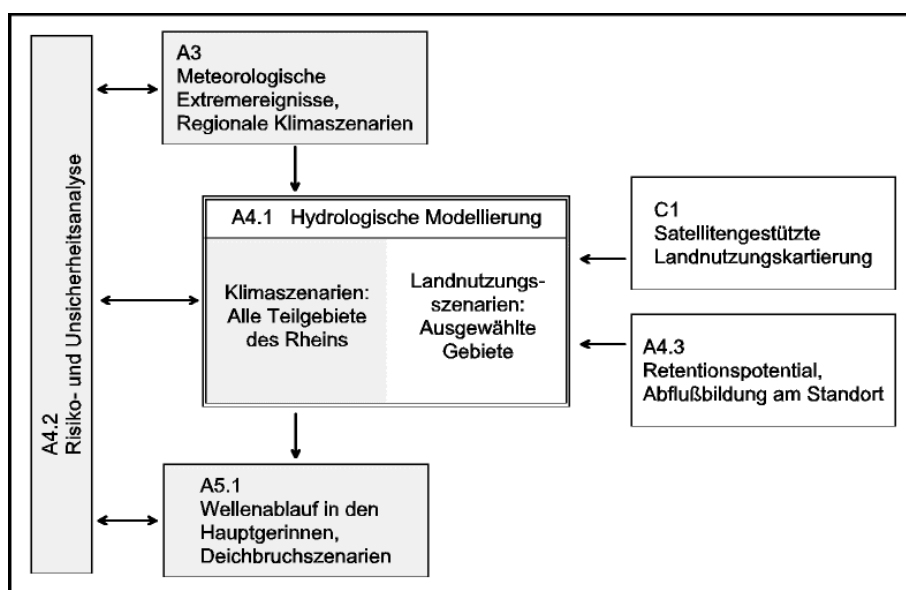 A4.2
Risiko- und Unsicherheitsanalyse
A3
Meteorologische
Extremereignisse,
Regionale Klimaszenarien
A4.1 Hydrologische Modellierung
Klimaszenarien:
Alle Teilgebiete
des Rheins
Landnutzungs-
szenarien:
Ausgewählte
Gebiete
C1
Satellitengestützte
Landnutzungskartierung
A4.3
Retentionspotential,
Abflußbildung am Standort
A5.1
Wellenablauf in den
Hauptgerinnen,
Deichbruchszenarien